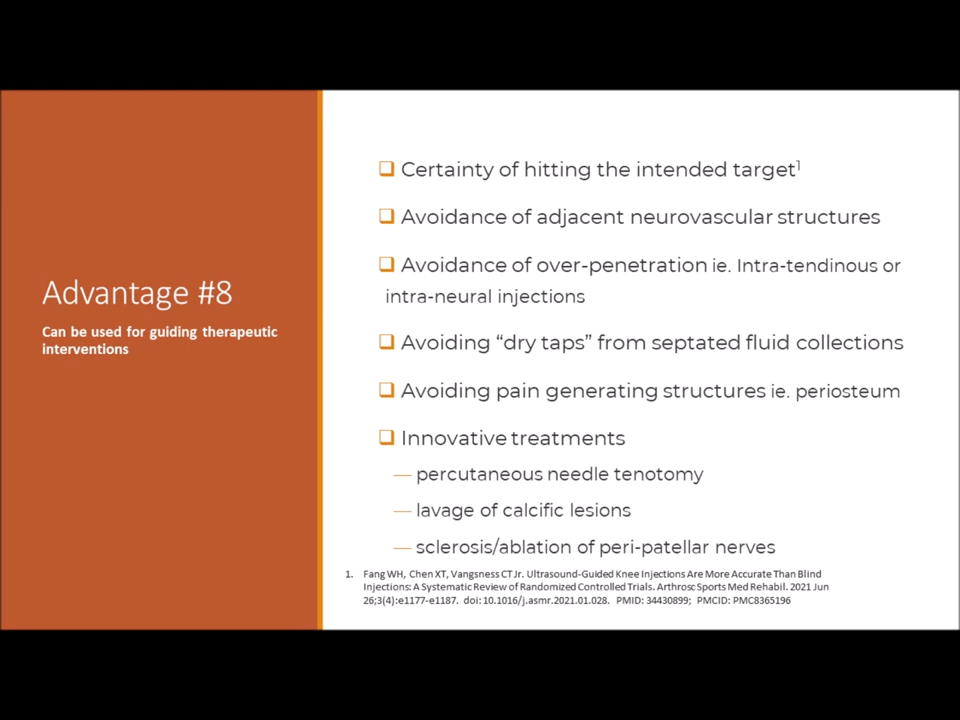 Advantage #8
Can be used for guiding therapeutic
interventions
❑ Certainty of hitting the intended target1
❑ Avoidance of adjacent neurovascular structures
❑ Avoidance of over-penetration ie. Intra-tendinous or
intra-neural injections
❑ Avoiding “dry taps” from septated fluid collections
❑ Avoiding pain generating structures ie. periosteum
❑ Innovative treatments
— percutaneous needle tenotomy
— lavage of calcific lesions
— sclerosis/ablation of peri-patellar nerves
1. Fang WH, Chen XT, Vangsness CT Jr. Ultrasound-Guided Knee Injections Are More Accurate Than Blind
Injections: A Systematic Review of Randomized Controlled Trials. Arthrosc Sports Med Rehabil. 2021 Jun
26;3(4):e1177-e1187. doi: 10.1016/j.asmr.2021.01.028. PMID: 34430899; PMCID: PMC8365196